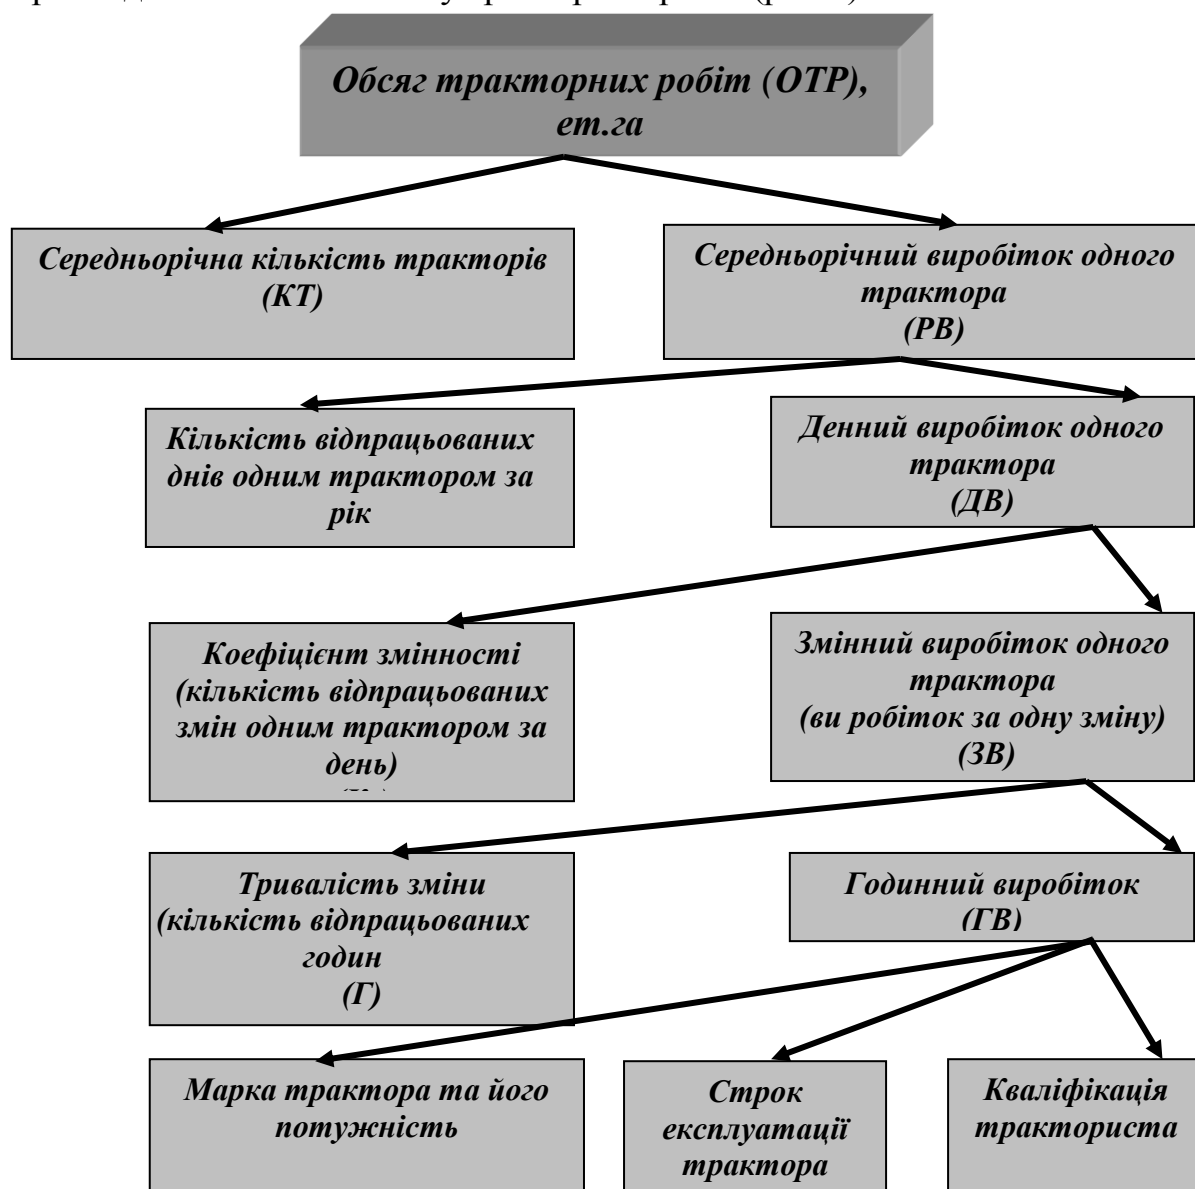 Обсяг тракторних робіт (ОТР),
ет.га
Середньорічна кількість тракторів
(КТ)
Середньорічний виробіток одного
трактора
(РВ)
Кількість відпрацьованих
днів одним трактором за
рік
Денний виробіток одного
трактора
(ДВ)
Коефіцієнт змінності
(кількість відпрацьованих
змін одним трактором за
день)
Змінний виробіток одного
трактора
(ви робіток за одну зміну)
(ЗВ)
Тривалість зміни
(кількість відпрацьованих
годин
(Г)
Годинний виробіток
(ГВ)
Марка трактора та його
потужність
Строк
експлуатації
трактора
Кваліфікація
тракториста